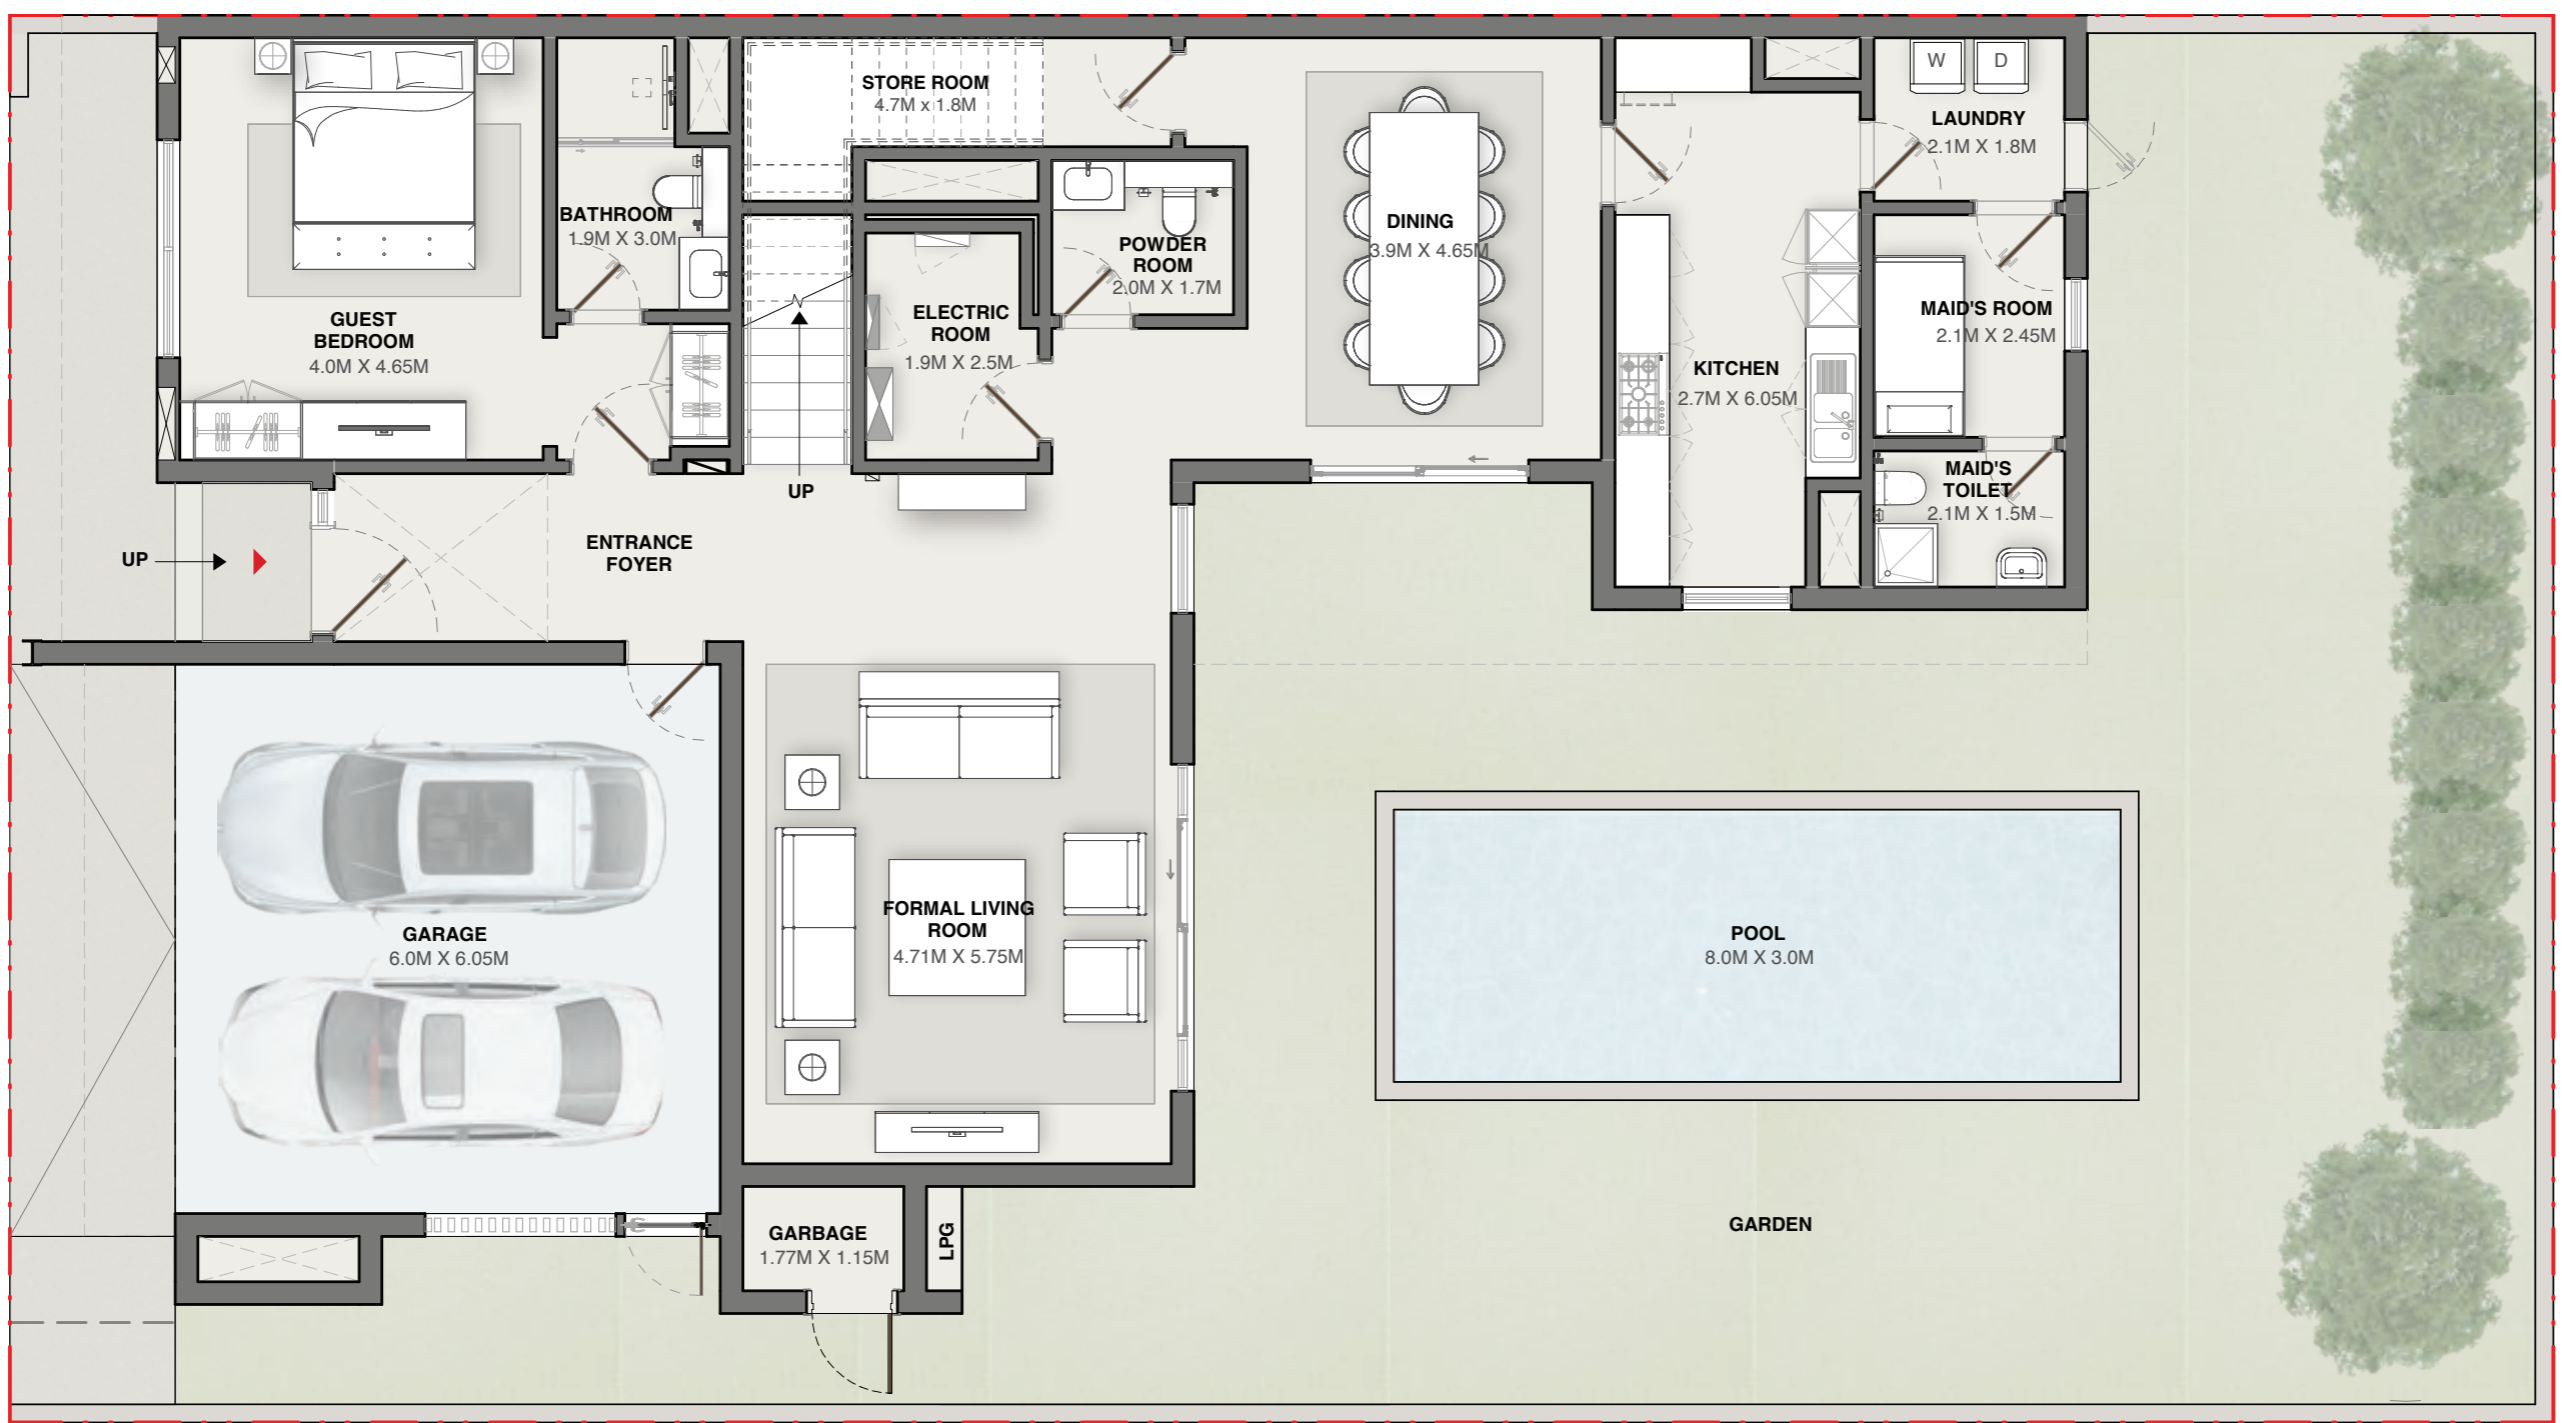 STORE ROOM
4.7M x 1.8M
W
D
LAUNDRY
2.1M X 1.8M
BATHROOM
1.9M X 3.0M
DINING
3.9M X 4.65M
POWDER
ROOM
2.0M X 1.7M
GUEST
BEDROOM
4.0M X 4.65M
ELECTRIC
ROOM
1.9M X 2.5M
MAID'S ROOM
2.1M X 2.45M
KITCHEN
2.7M X 6.05M
MAID'S
TOILET
2.1M X 1.5M
UP
UP
ENTRANCE
FOYER
FORMAL LIVING
ROOM
4.71M X 5.75M
GARAGE
6.0M X 6.05M
POOL
8.0M X 3.0M
GARBAGE
1.77M X 1.15M
LPG
GARDEN